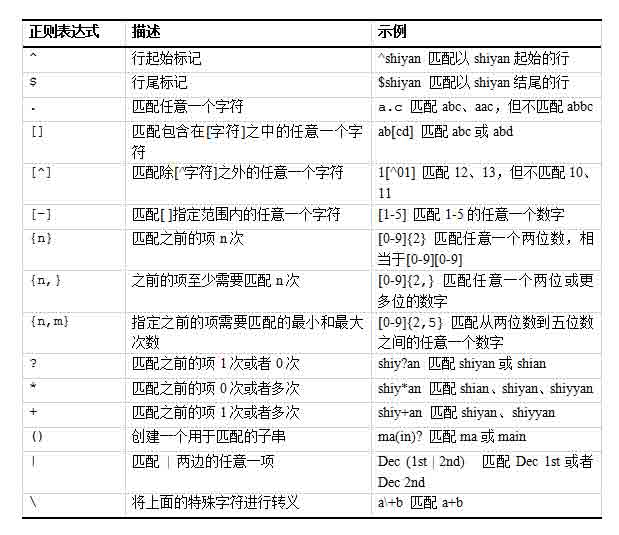 正则表达式 描述 示例
^ 行起始标记 ^shiyan 匹配以 shiyan 起始的行
$ 行尾标记 $shiyan 匹配以 shiyan 结尾的行
. 匹配任意一个字符 a.c 匹配 abc、aac，但不匹配 abbc
[] 匹配包含在[字符]之中的任意一个字 ab[cd] 匹配 abc 或 abd
符
[^] 匹配除[^字符]之外的任意一个字符 1[^01] 匹配 12、13，但不匹配 10、
11
[-] 匹配[ ]指定范围内的任意一个字符 [1-5] 匹配 1-5 的任意一个数字
{n} 匹配之前的项 n 次 [0-9]{2} 匹配任意一个两位数，相
当于[0-9][0-9]
{n,} 之前的项至少需要匹配 n 次 [0-9]{2,} 匹配任意一个两位或更
多位的数字
{n,m} 指定之前的项需要匹配的最小和最大 [0-9]{2,5} 匹配从两位数到五位数
次数 之间的任意一个数字
? 匹配之前的项 1 次或者 0 次 shiy?an 匹配 shiyan 或 shian
* 匹配之前的项 0 次或者多次 shiy*an 匹配 shian、shiyan、shiyyan
+ 匹配之前的项 1 次或者多次 shiy+an 匹配 shiyan、shiyyan
() 创建一个用于匹配的子串 ma(in)? 匹配 ma 或 main
| 匹配 | 两边的任意一项 Dec (1st | 2nd) 匹配 Dec 1st 或者
Dec 2nd
\ 将上面的特殊字符进行转义 a\+b 匹配 a+b